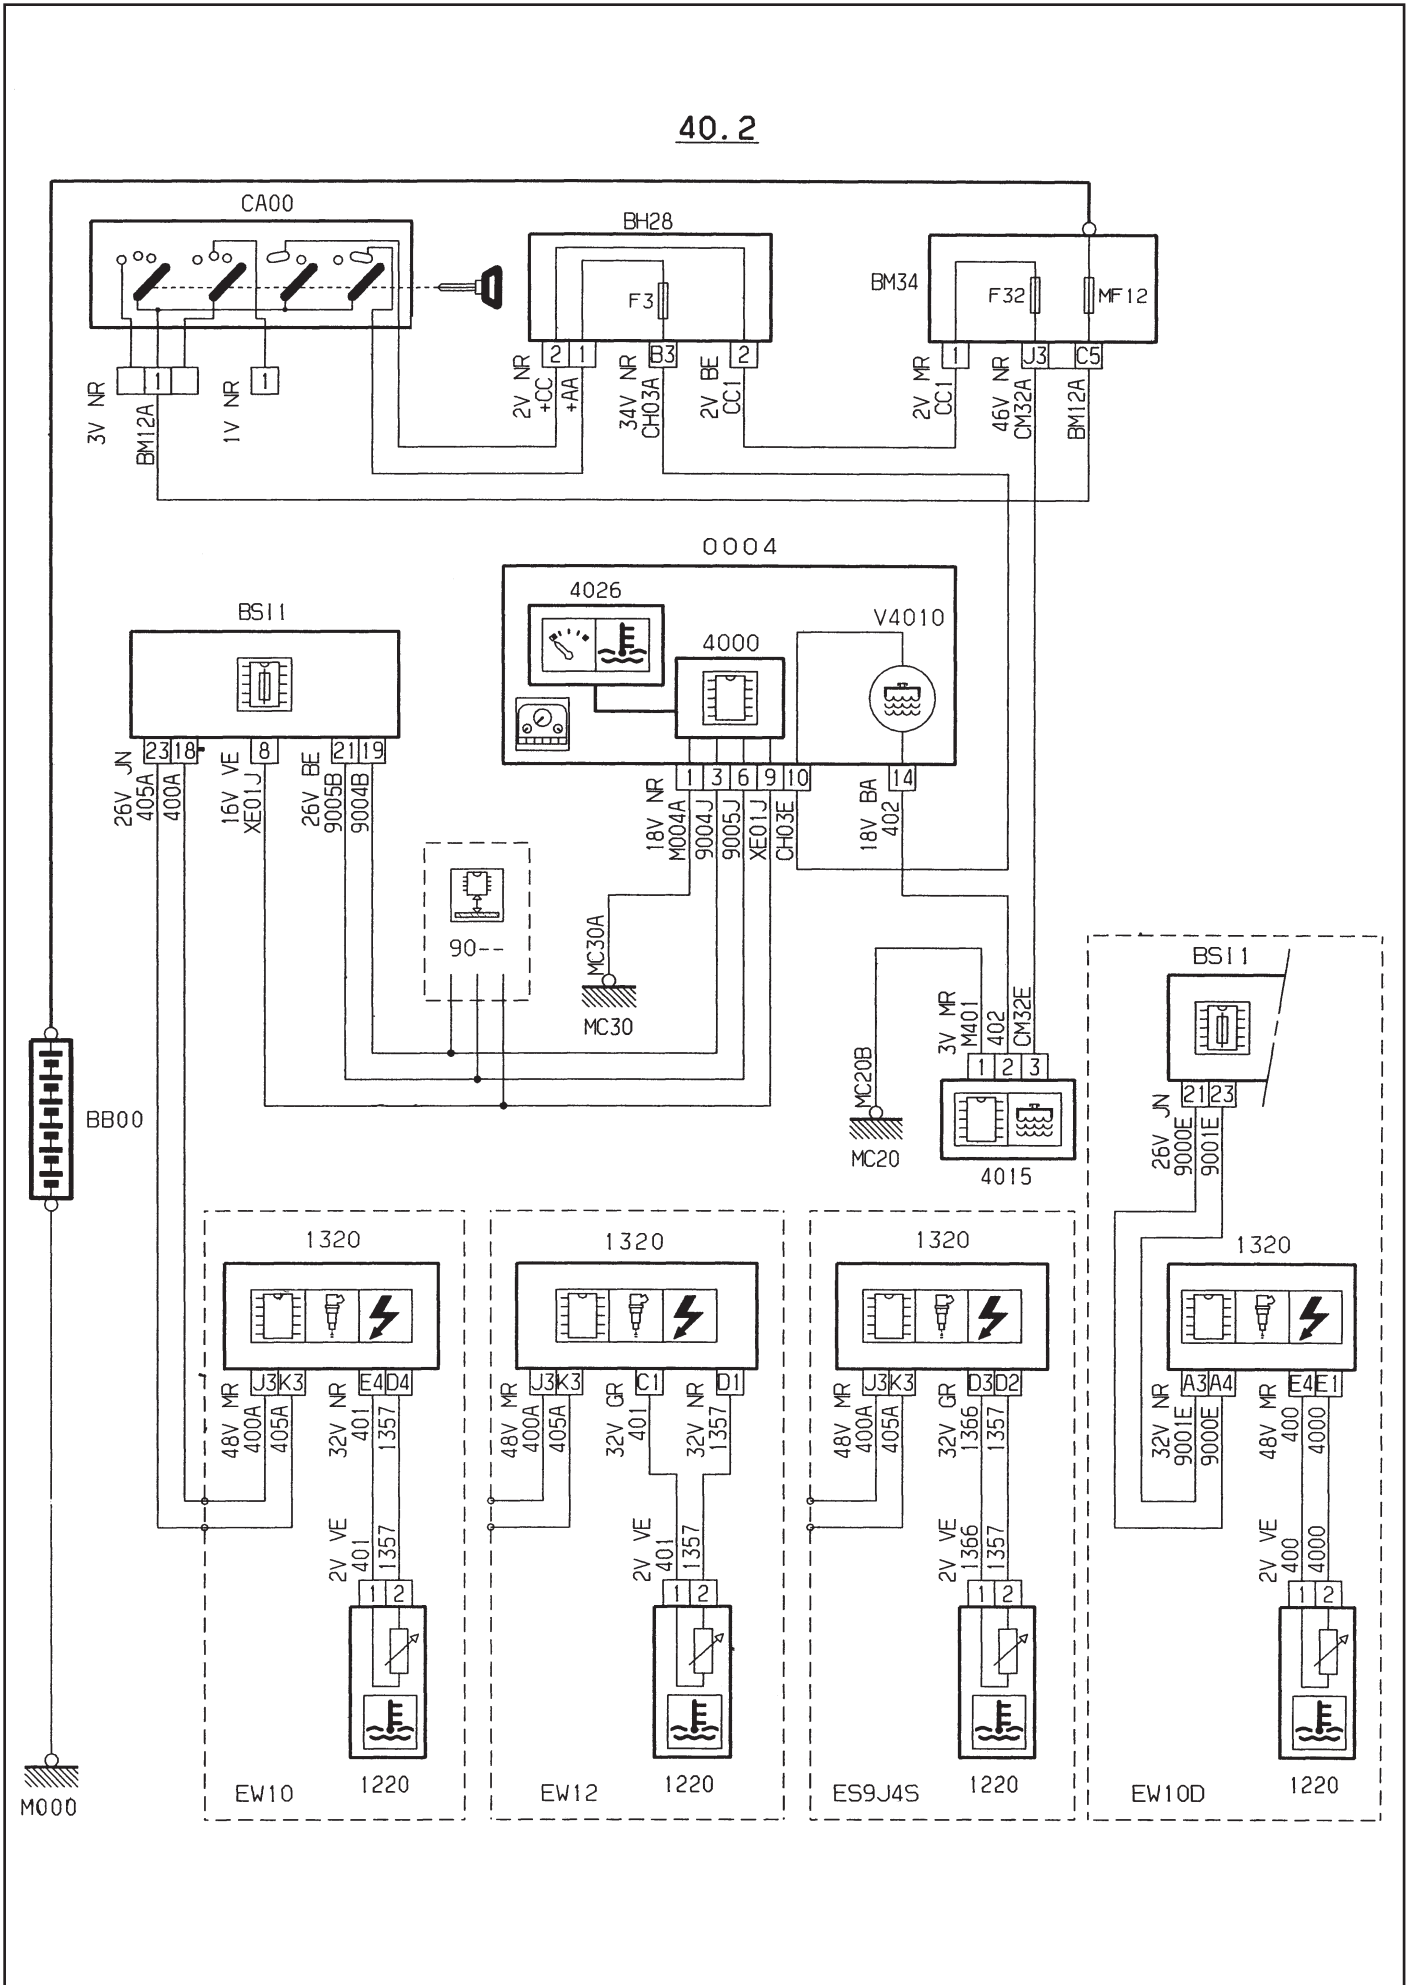 40.2
CA00
BH28
BM34
F3
F32
MF12
2
1
B3
2
1
J3
C5
1
1
3V NR
BM12A
1V NR
2V NR
+CC
+AA
34V NR
CH03A
2V BE
CC1
2V MR
CC1
46V NR
CM32A
BM12A
0004
4026
V4010
4000
BSI1
23
18
8
21
19
26V JN
405A
400A
16V VE
XE01J
26V BE
9005B
9004B
1
3
6
9
10
14
18V NR
M004A
9004J
9005J
XE01J
CH03E
18V BA
402
90--
MC30A
MC30
MC20B
MC20
3V MR
M401
402
CM32E
1
2
3
4015
BSI1
21
23
26V JN
9000E
9001E
BB00
M000
1320
J3
K3
E4
D4
48V MR
400A
405A
32V NR
401
1357
2V VE
401
1357
1
2
EW10
1220
1320
J3
K3
C1
D1
48V MR
400A
405A
32V GR
401
32V NR
1357
2V VE
401
1357
1
2
EW12
1220
1320
J3
K3
D3
D2
48V MR
400A
405A
32V GR
1366
1357
2V VE
1366
1357
1
2
ES9J4S
1220
1320
A3
A4
E4
E1
32V NR
9001E
9000E
48V MR
400
4000
2V VE
400
4000
1
2
EW10D
1220